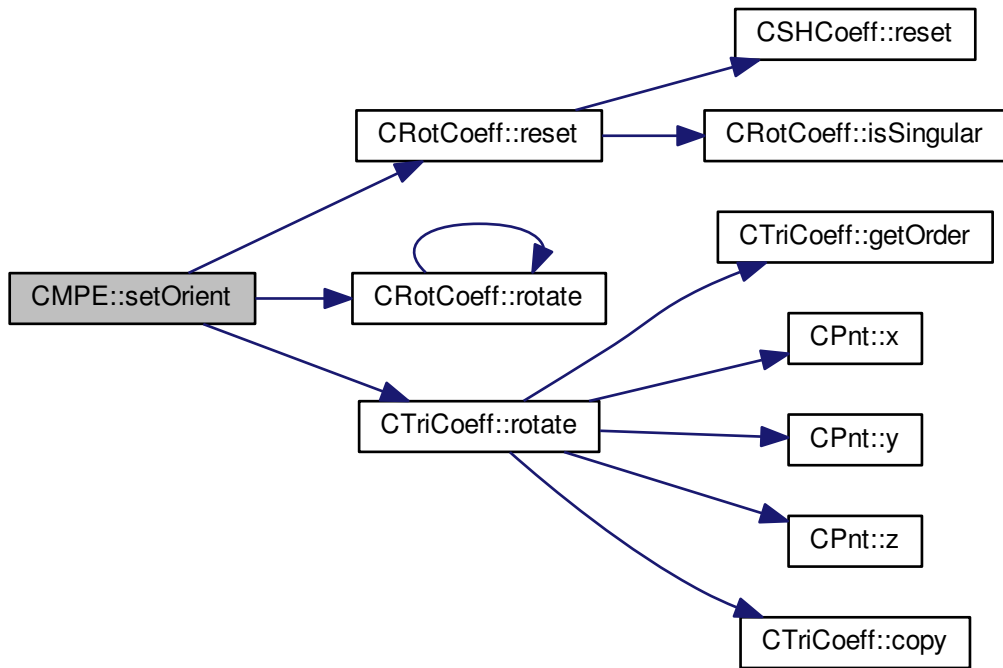 CSHCoeff::reset
CRotCoeff::reset
CRotCoeff::isSingular
CTriCoeff::getOrder
CMPE::setOrient
CRotCoeff::rotate
CPnt::x
CTriCoeff::rotate
CPnt::y
CPnt::z
CTriCoeff::copy